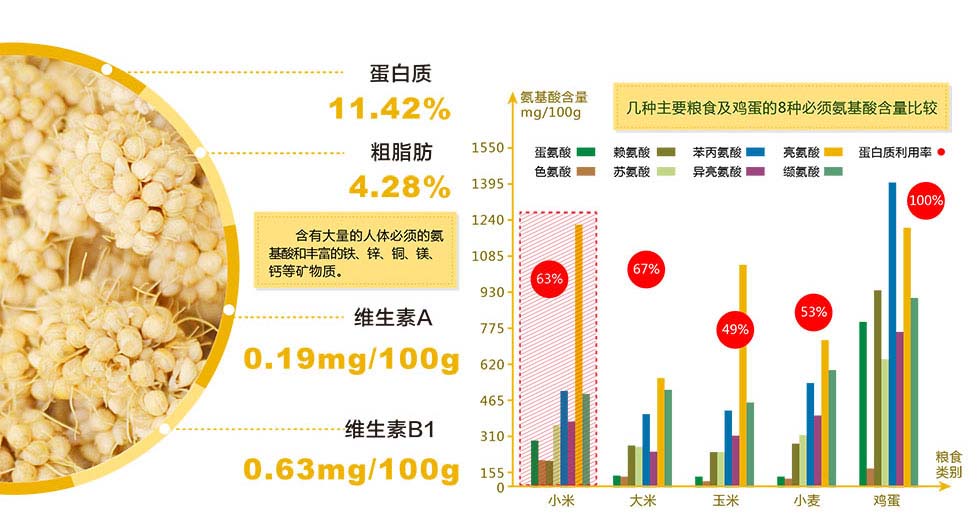 蛋白质
11.42%
粗脂肪
4.28%
含有大量的人体必须的氨
基酸和丰富的铁、锌、铜、镁、
钙等矿物质。
维生素A
0.19mg/100g
维生素B1
0.63mg/100g
氨基酸含量
mg/100g
几种主要粮食及鸡蛋的8种必须氨基酸含量比较
蛋氨酸 赖氨酸 苯丙氨酸 亮氨酸 蛋白质利用率
色氨酸 苏氨酸 异亮氨酸 缬氨酸
1550
1395
1240
1085
930
775
620
465
310
155
0
63%
67%
49%
53%
100%
小米 大米 玉米 小麦 鸡蛋
粮食
类别